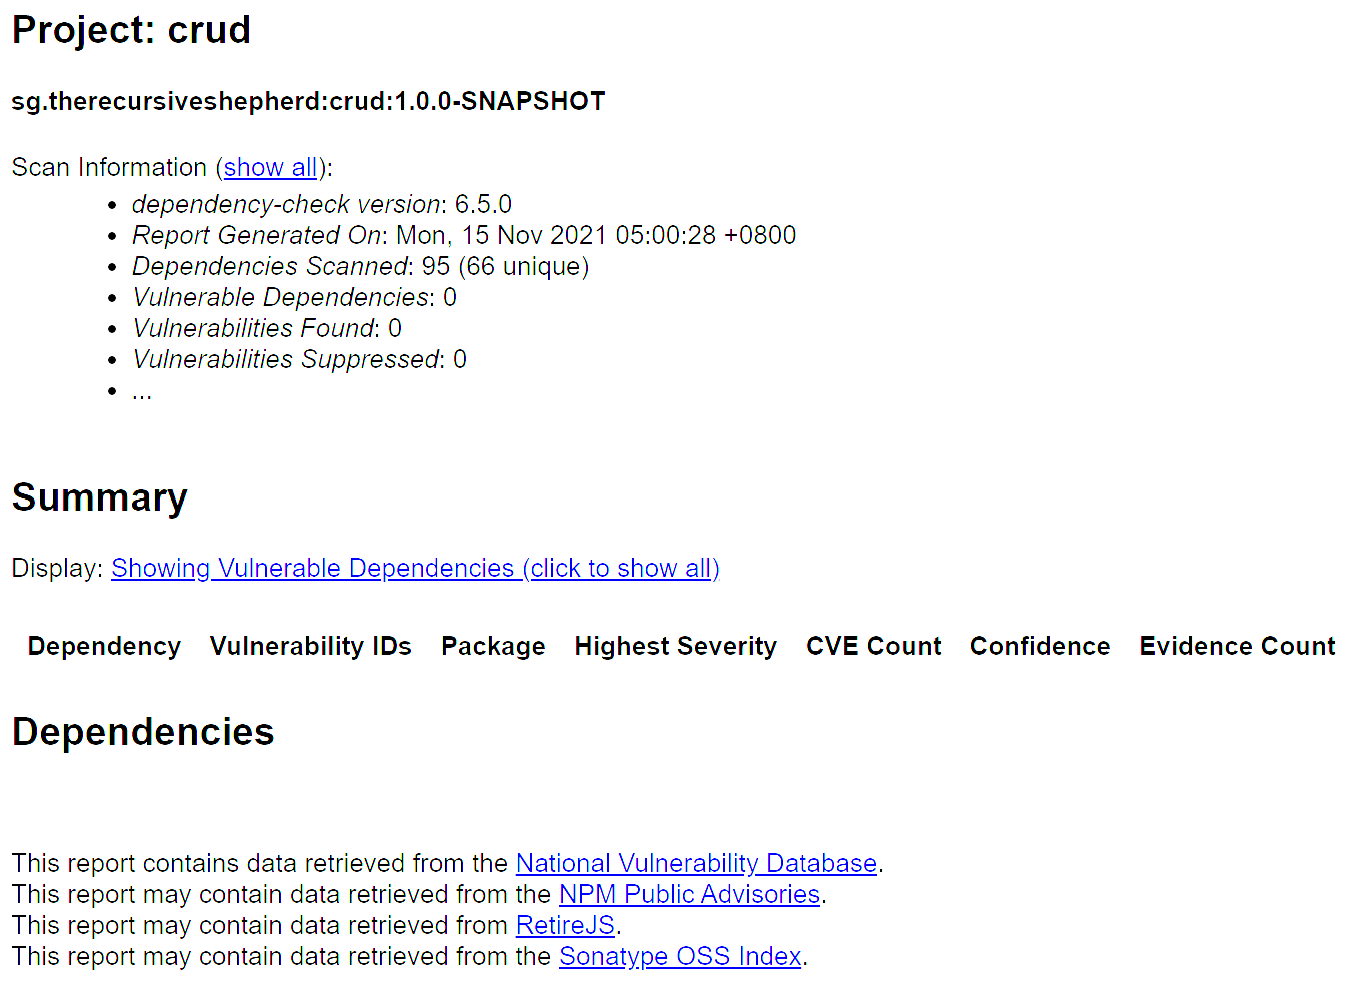 Project: crud
sg.therecursiveshepherd:crud:1.0.0-SNAPSHOT
Scan Information (show all):
• dependency-check version: 6.5.0
• Report Generated On: Mon, 15 Nov 2021 05:00:28 +0800
• Dependencies Scanned: 95 (66 unique)
• Vulnerable Dependencies: 0
• Vulnerabilities Found: 0
• Vulnerabilities Suppressed: 0
• ...
Summary
Display: Showing Vulnerable Dependencies (click to show all)
Dependency Vulnerability IDs Package Highest Severity CVE Count Confidence Evidence Count
Dependencies
This report contains data retrieved from the National Vulnerability Database.
This report may contain data retrieved from the NPM Public Advisories.
This report may contain data retrieved from RetireJS.
This report may contain data retrieved from the Sonatype OSS Index.